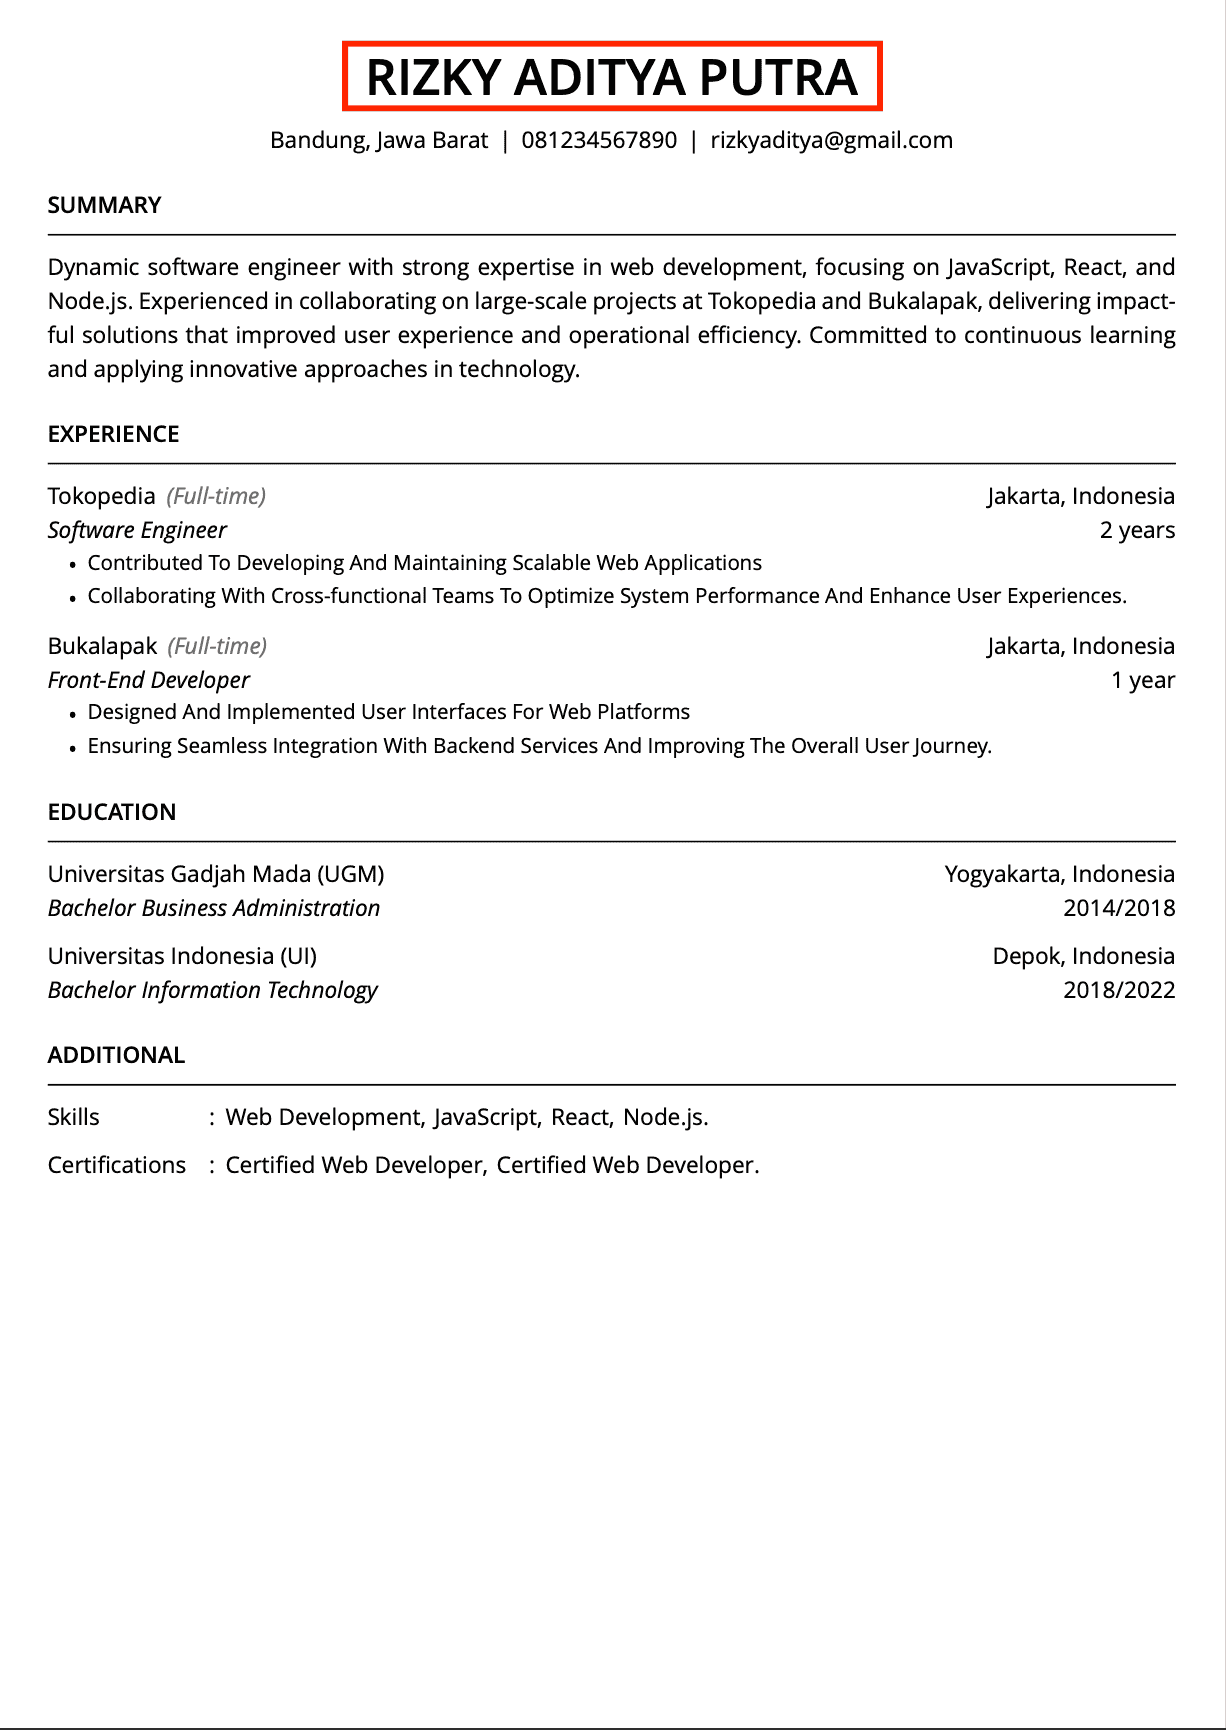 RIZKY ADITYA PUTRA
Bandung, Jawa Barat | 081234567890 | rizkyaditya@gmail.com
SUMMARY
Dynamic software engineer with strong expertise in web development, focusing on JavaScript, React, and
Node.js. Experienced in collaborating on large-scale projects at Tokopedia and Bukalapak, delivering impact-
ful solutions that improved user experience and operational efficiency. Committed to continuous learning
and applying innovative approaches in technology.
EXPERIENCE
Tokopedia (Full-time) Jakarta, Indonesia
Software Engineer 2 years
• Contributed To Developing And Maintaining Scalable Web Applications
• Collaborating With Cross-functional Teams To Optimize System Performance And Enhance User Experiences.
Bukalapak (Full-time) Jakarta, Indonesia
Front-End Developer 1 year
• Designed And Implemented User Interfaces For Web Platforms
• Ensuring Seamless Integration With Backend Services And Improving The Overall User Journey.
EDUCATION
Universitas Gadjah Mada (UGM) Yogyakarta, Indonesia
Bachelor Business Administration 2014/2018
Universitas Indonesia (UI) Depok, Indonesia
Bachelor Information Technology 2018/2022
ADDITIONAL
Skills : Web Development, JavaScript, React, Node.js.
Certifications : Certified Web Developer, Certified Web Developer.